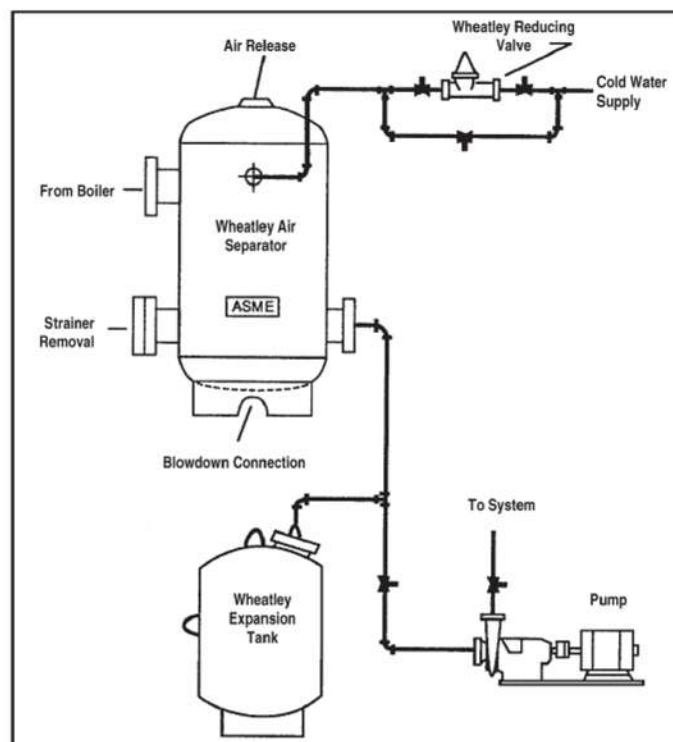 Wheatley Reducing
Valve
Air Release
Cold Water
Supply
From Boiler
Wheatley Air
Separator
ASME
Strainer
Removal
Blowdown Connection
To System
Wheatley
Expansion
Tank
Pump